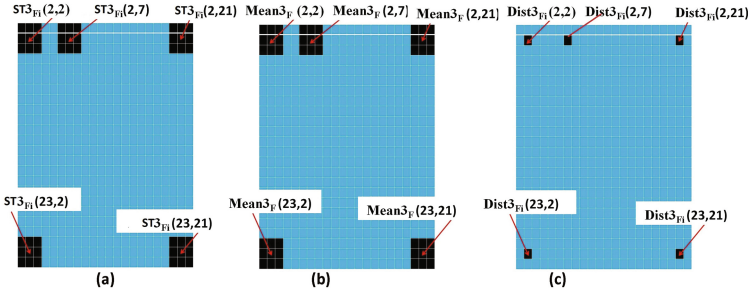 ST3Fi(2,2) ST3Fi(2,7) ST3Fi(2,21)
ST3Fi(23,2)
ST3Fi(23,21)
(a)
Mean3F(2,2) Mean3F(2,7) Mean3F(2,21)
Mean3F(23,2)
Mean3F(23,21)
(b)
Dist3Fi(2,2) Dist3Fi(2,7) Dist3Fi(2,21)
Dist3Fi(23,2)
Dist3Fi(23,21)
(c)